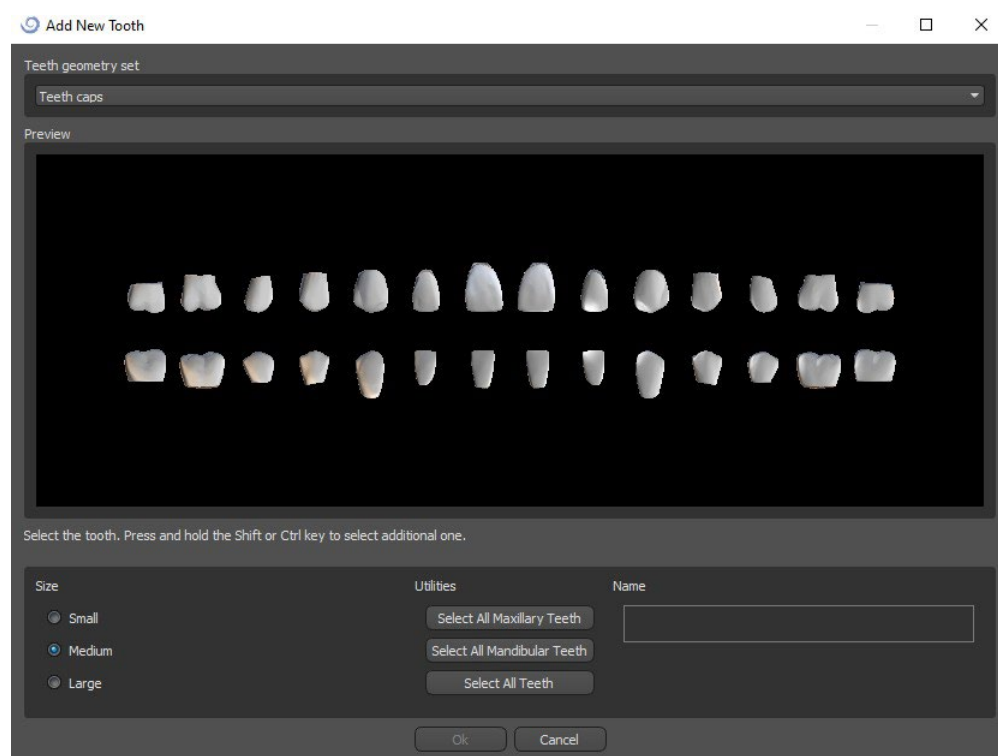 Add New Tooth
Teeth geometry set
Teeth caps
Preview
Select the tooth. Press and hold the Shift or Ctrl key to select additional one.
Size
Utilities
Name
Small
Select All Maxillary Teeth
Medium
Select All Mandibular Teeth
Large
Select All Teeth
Ok
Cancel